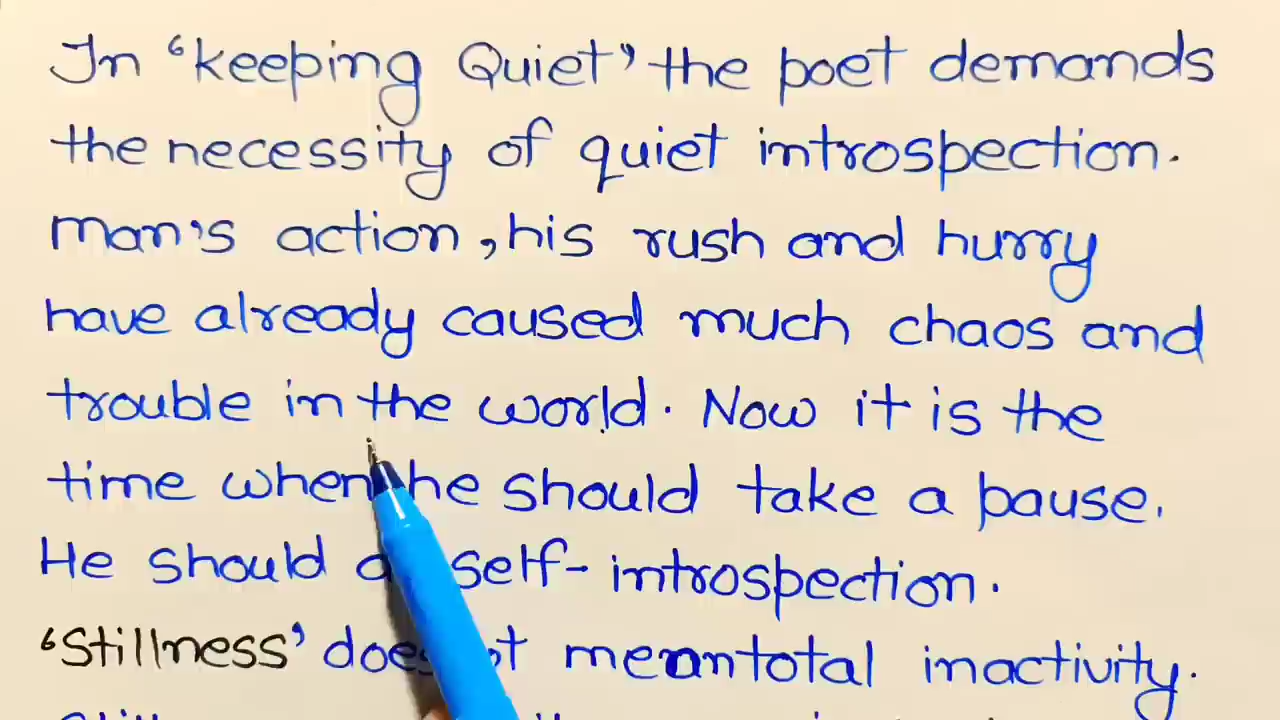 In 'keeping Quiet' the poet demands
the necessity of quiet introspection.
Man's action, his rush and hurry
have already caused much chaos and
trouble in the world. Now it is the
time when he should take a pause.
He should self-introspection.
'Stillness' does not mean total inactivity.